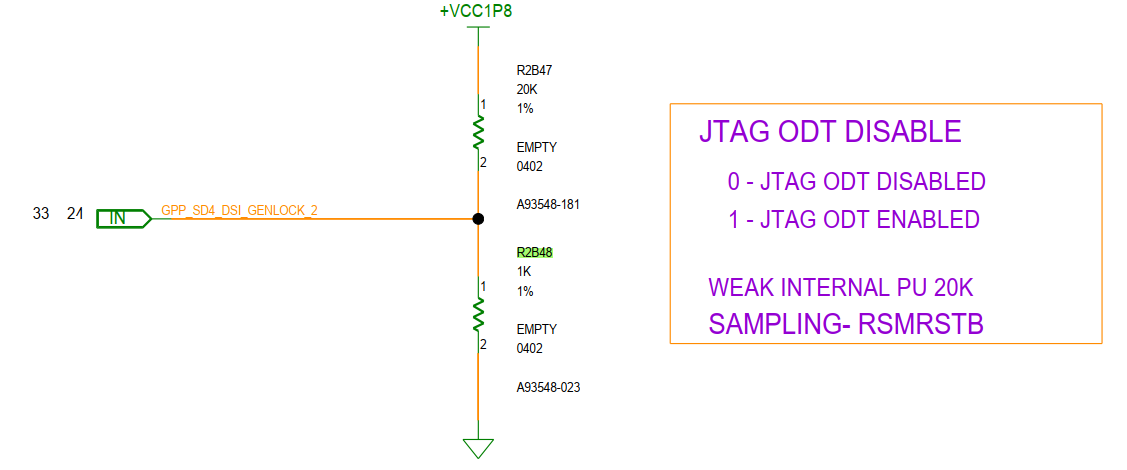 +VCC1P8
R2B47
20K
1%
1
EMPTY
2
0402
A93548-181
33 24 IN GPP_SD4_DSI_GENLOCK_2
R2B48
1K
1%
1
EMPTY
2
0402
A93548-023
JTAG ODT DISABLE
0 - JTAG ODT DISABLED
1 - JTAG ODT ENABLED
WEAK INTERNAL PU 20K
SAMPLING- RSMRSTB